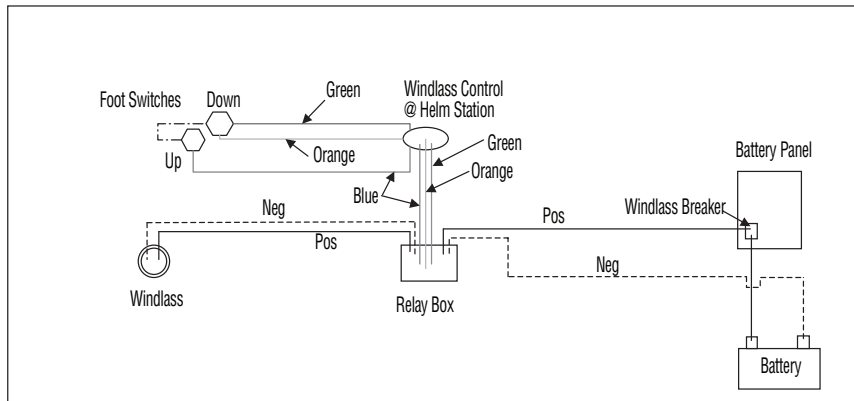 Green
Windlass Control
@ Helm Station
Foot Switches
Down
Green
Orange
Up
Orange
Battery Panel
Blue
Windlass Breaker
Neg
Pos
Pos
Neg
Windlass
Relay Box
Battery